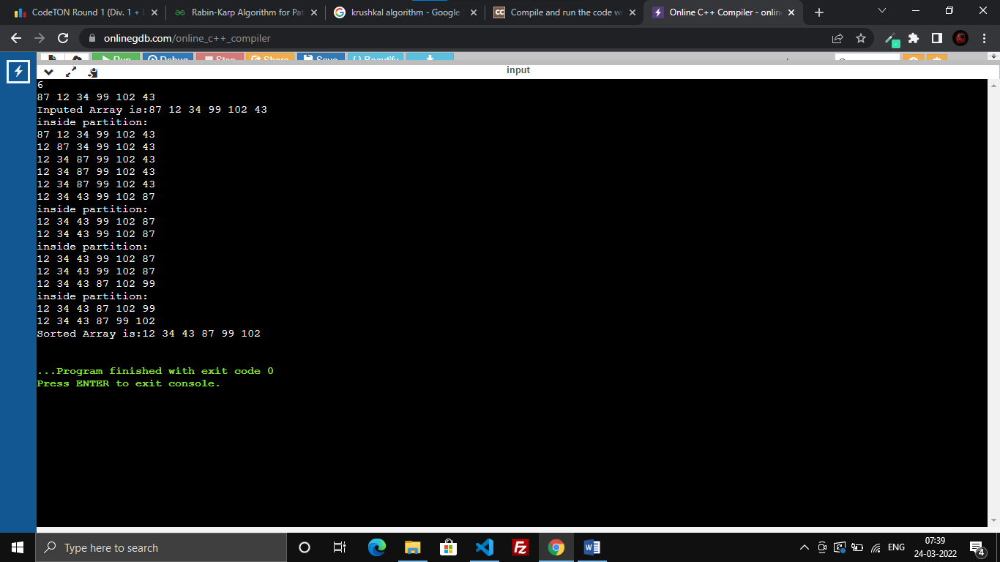 CodeTON Round 1 (Div. 1 +
Rabin-Karp Algorithm for Pat
krushkal algorithm - Google
CC Compile and run the code w
Online C++ Compiler - onlin
onlinegdb.com/online_c++_compiler
Run Debug Stop Share Save {} Beautify
input
6
87 12 34 99 102 43
Inputed Array is:87 12 34 99 102 43
inside partition:
87 12 34 99 102 43
12 87 34 99 102 43
12 34 87 99 102 43
12 34 87 99 102 43
12 34 87 99 102 43
12 34 43 99 102 87
inside partition:
12 34 43 99 102 87
12 34 43 99 102 87
inside partition:
12 34 43 99 102 87
12 34 43 99 102 87
12 34 43 87 102 99
inside partition:
12 34 43 87 102 99
12 34 43 87 99 102
Sorted Array is:12 34 43 87 99 102
...Program finished with exit code 0
Press ENTER to exit console.
Type here to search
ENG
07:39
24-03-2022
4